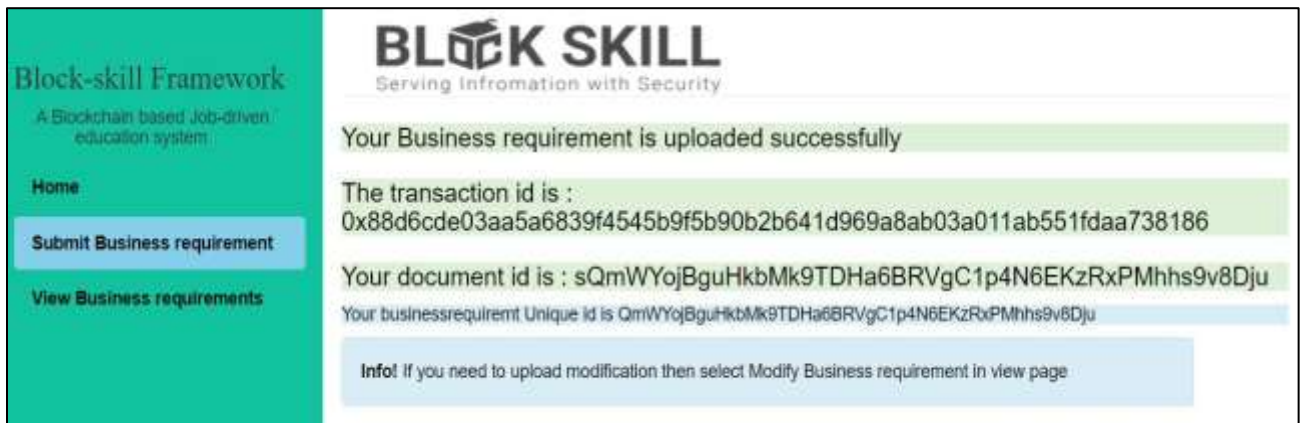 Block-skill Framework
A Blockchain based Job-driven
education system
Home
Submit Business requirement
View Business requirements
BLOCK SKILL
Serving Infromation with Security
Your Business requirement is uploaded successfully
The transaction id is :
0x88d6cde03aa5a6839f4545b9f5b90b2b641d969a8ab03a011ab551fdaa738186
Your document id is : sQmWYojBguHkbMk9TDHa6BRVgC1p4N6EKzRxPMhhs9v8Dju
Your businessrequiremt Unique id is QmWYojBguHkbMk9TDHa6BRVgC1p4N6EKzRxPMhhs9v8Dju
Info! If you need to upload modification then select Modify Business requirement in view page